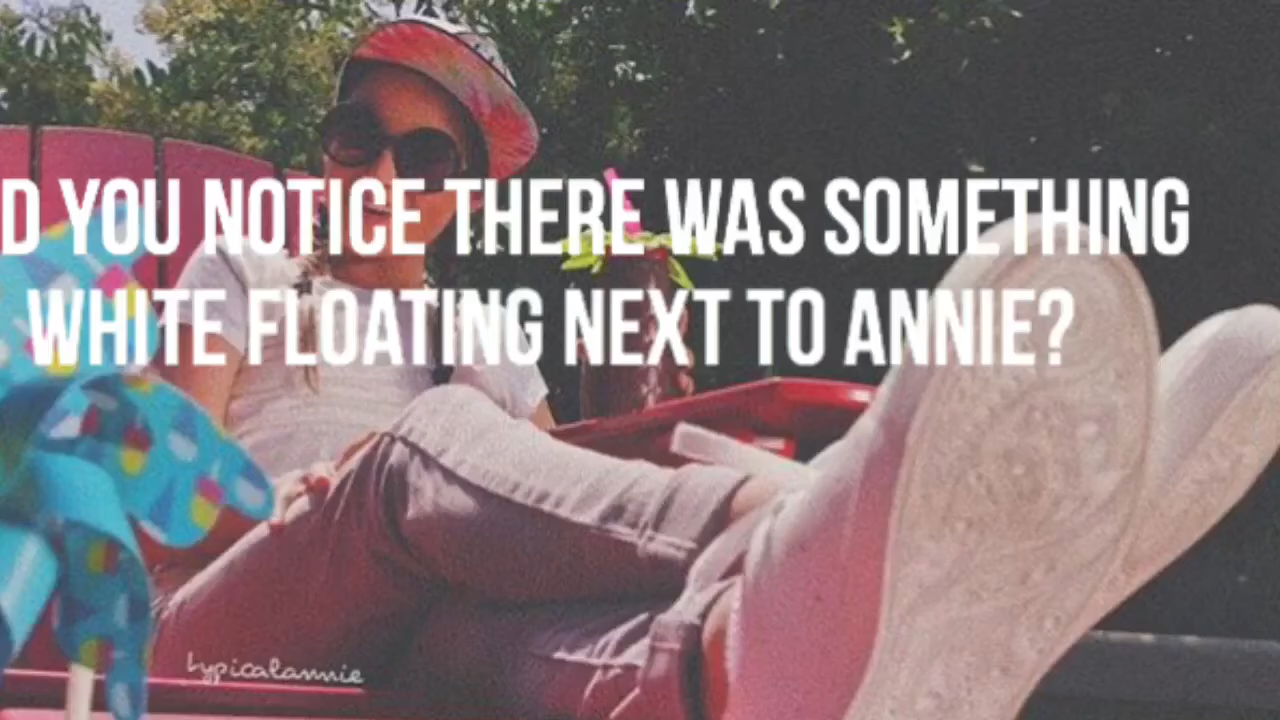 D YOU NOTICE THERE WAS SOMETHING
WHITE FLOATING NEXT TO ANNIE?
typicalannie